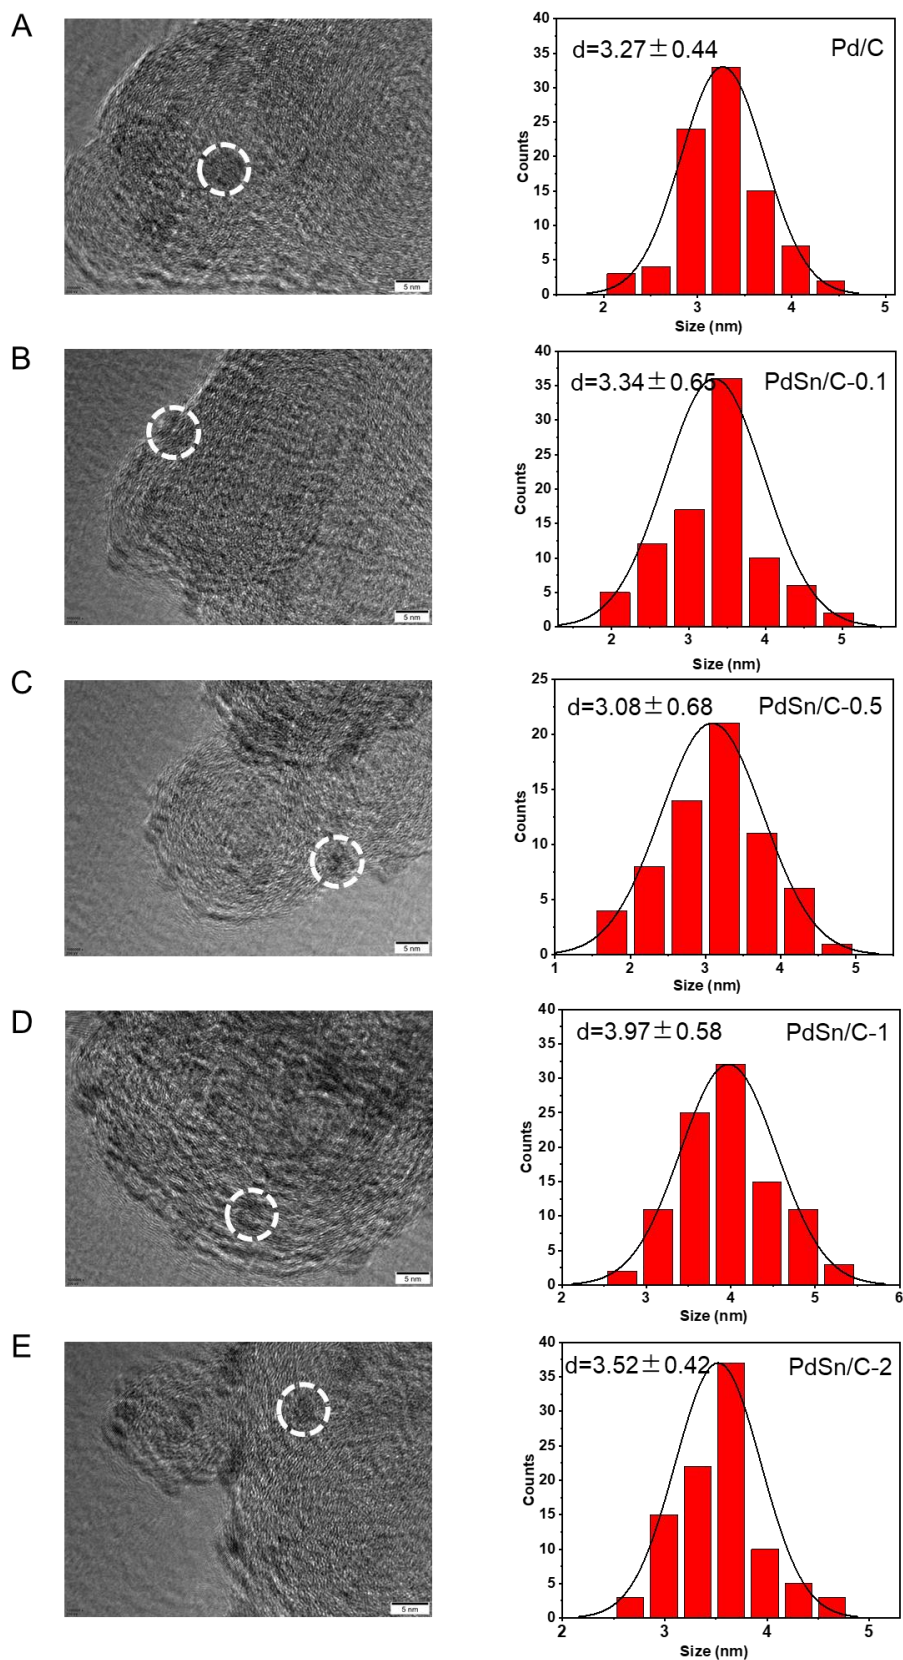 A
5 nm
d=3.27±0.44 Pd/C
40
35
30
25
20
15
10
5
0
Counts
2 3 4 5
Size (nm)
B
5 nm
d=3.34±0.65 PdSn/C-0.1
40
35
30
25
20
15
10
5
0
Counts
2 3 4 5
Size (nm)
C
5 nm
d=3.08±0.68 PdSn/C-0.5
25
20
15
10
5
0
Counts
1 2 3 4 5
Size (nm)
D
5 nm
d=3.97±0.58 PdSn/C-1
40
35
30
25
20
15
10
5
0
Counts
2 3 4 5 6
Size (nm)
E
5 nm
d=3.52±0.42 PdSn/C-2
40
35
30
25
20
15
10
5
0
Counts
2 3 4 5
Size (nm)